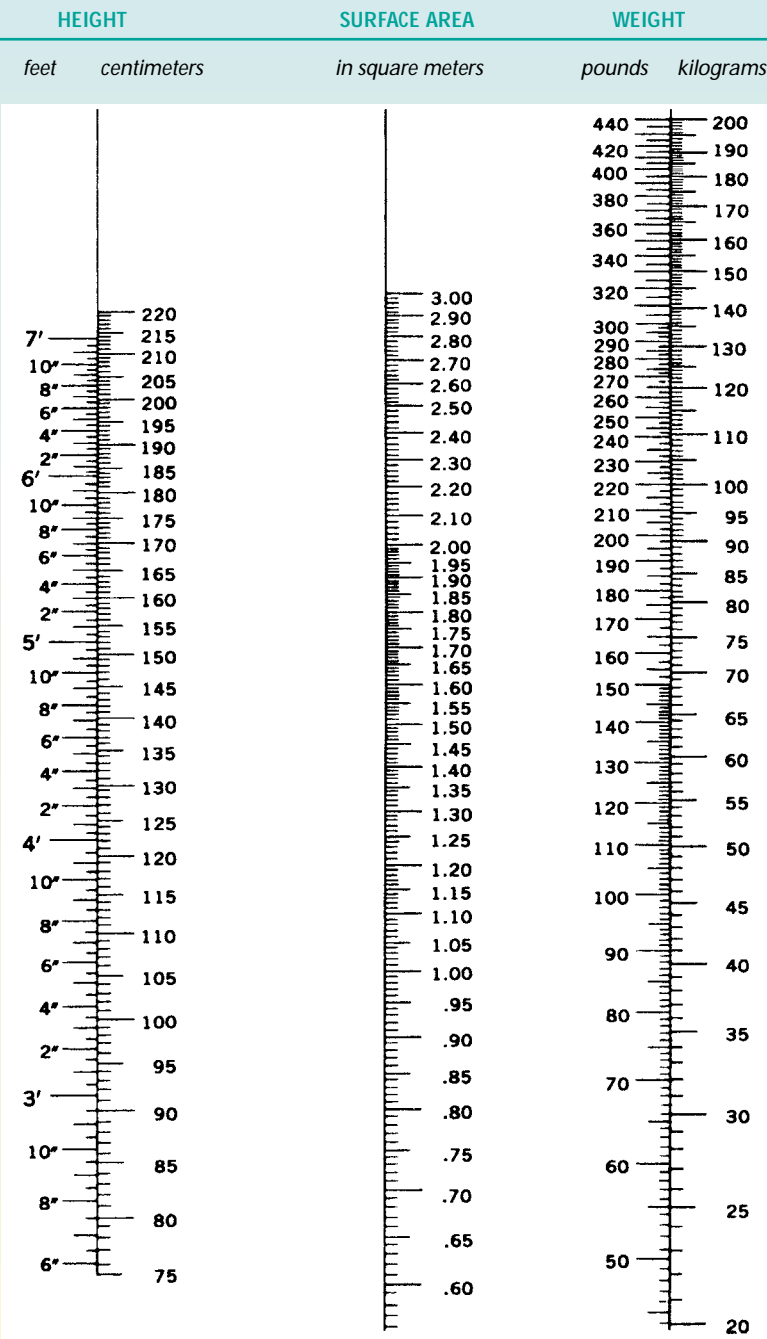 HEIGHT SURFACE AREA WEIGHT
feet centimeters in square meters pounds kilograms
440 200
420 190
400 180
380 170
360 160
340 150
320 140
3.00
220
2.90
300
7' 215 2.80 290 130
210
10″ 2.70 280
205 2.60 270
8″ 120
200 2.50 260
6″
195 250
4″ 2.40 240 110
190
2″ 2.30 230
185
6' 2.20 220 100
180
10″ 2.10 210 95
175
8″ 2.00 200 90
170
6″ 1.95 190
165 1.90 85
4″ 1.85 180
160 80
2″ 1.80 170
155 1.75
5' 1.70 160 75
150
10″ 1.65 70
145 1.60 150
8″ 1.55 65
140 1.50 140
6″ 1.45
135 60
4″ 1.40 130
130 1.35
2″ 1.30 120 55
125
4' 1.25 110 50
120
10″ 1.20
115 1.15 100 45
8″ 1.10
110
1.05 90
6″ 40
105 1.00
4″ .95 80
100 35
2″ .90
95 .85 70
3' 30
90 .80
10″ .75 60
85
8″ .70 25
80
.65 50
6″
75 .60
20